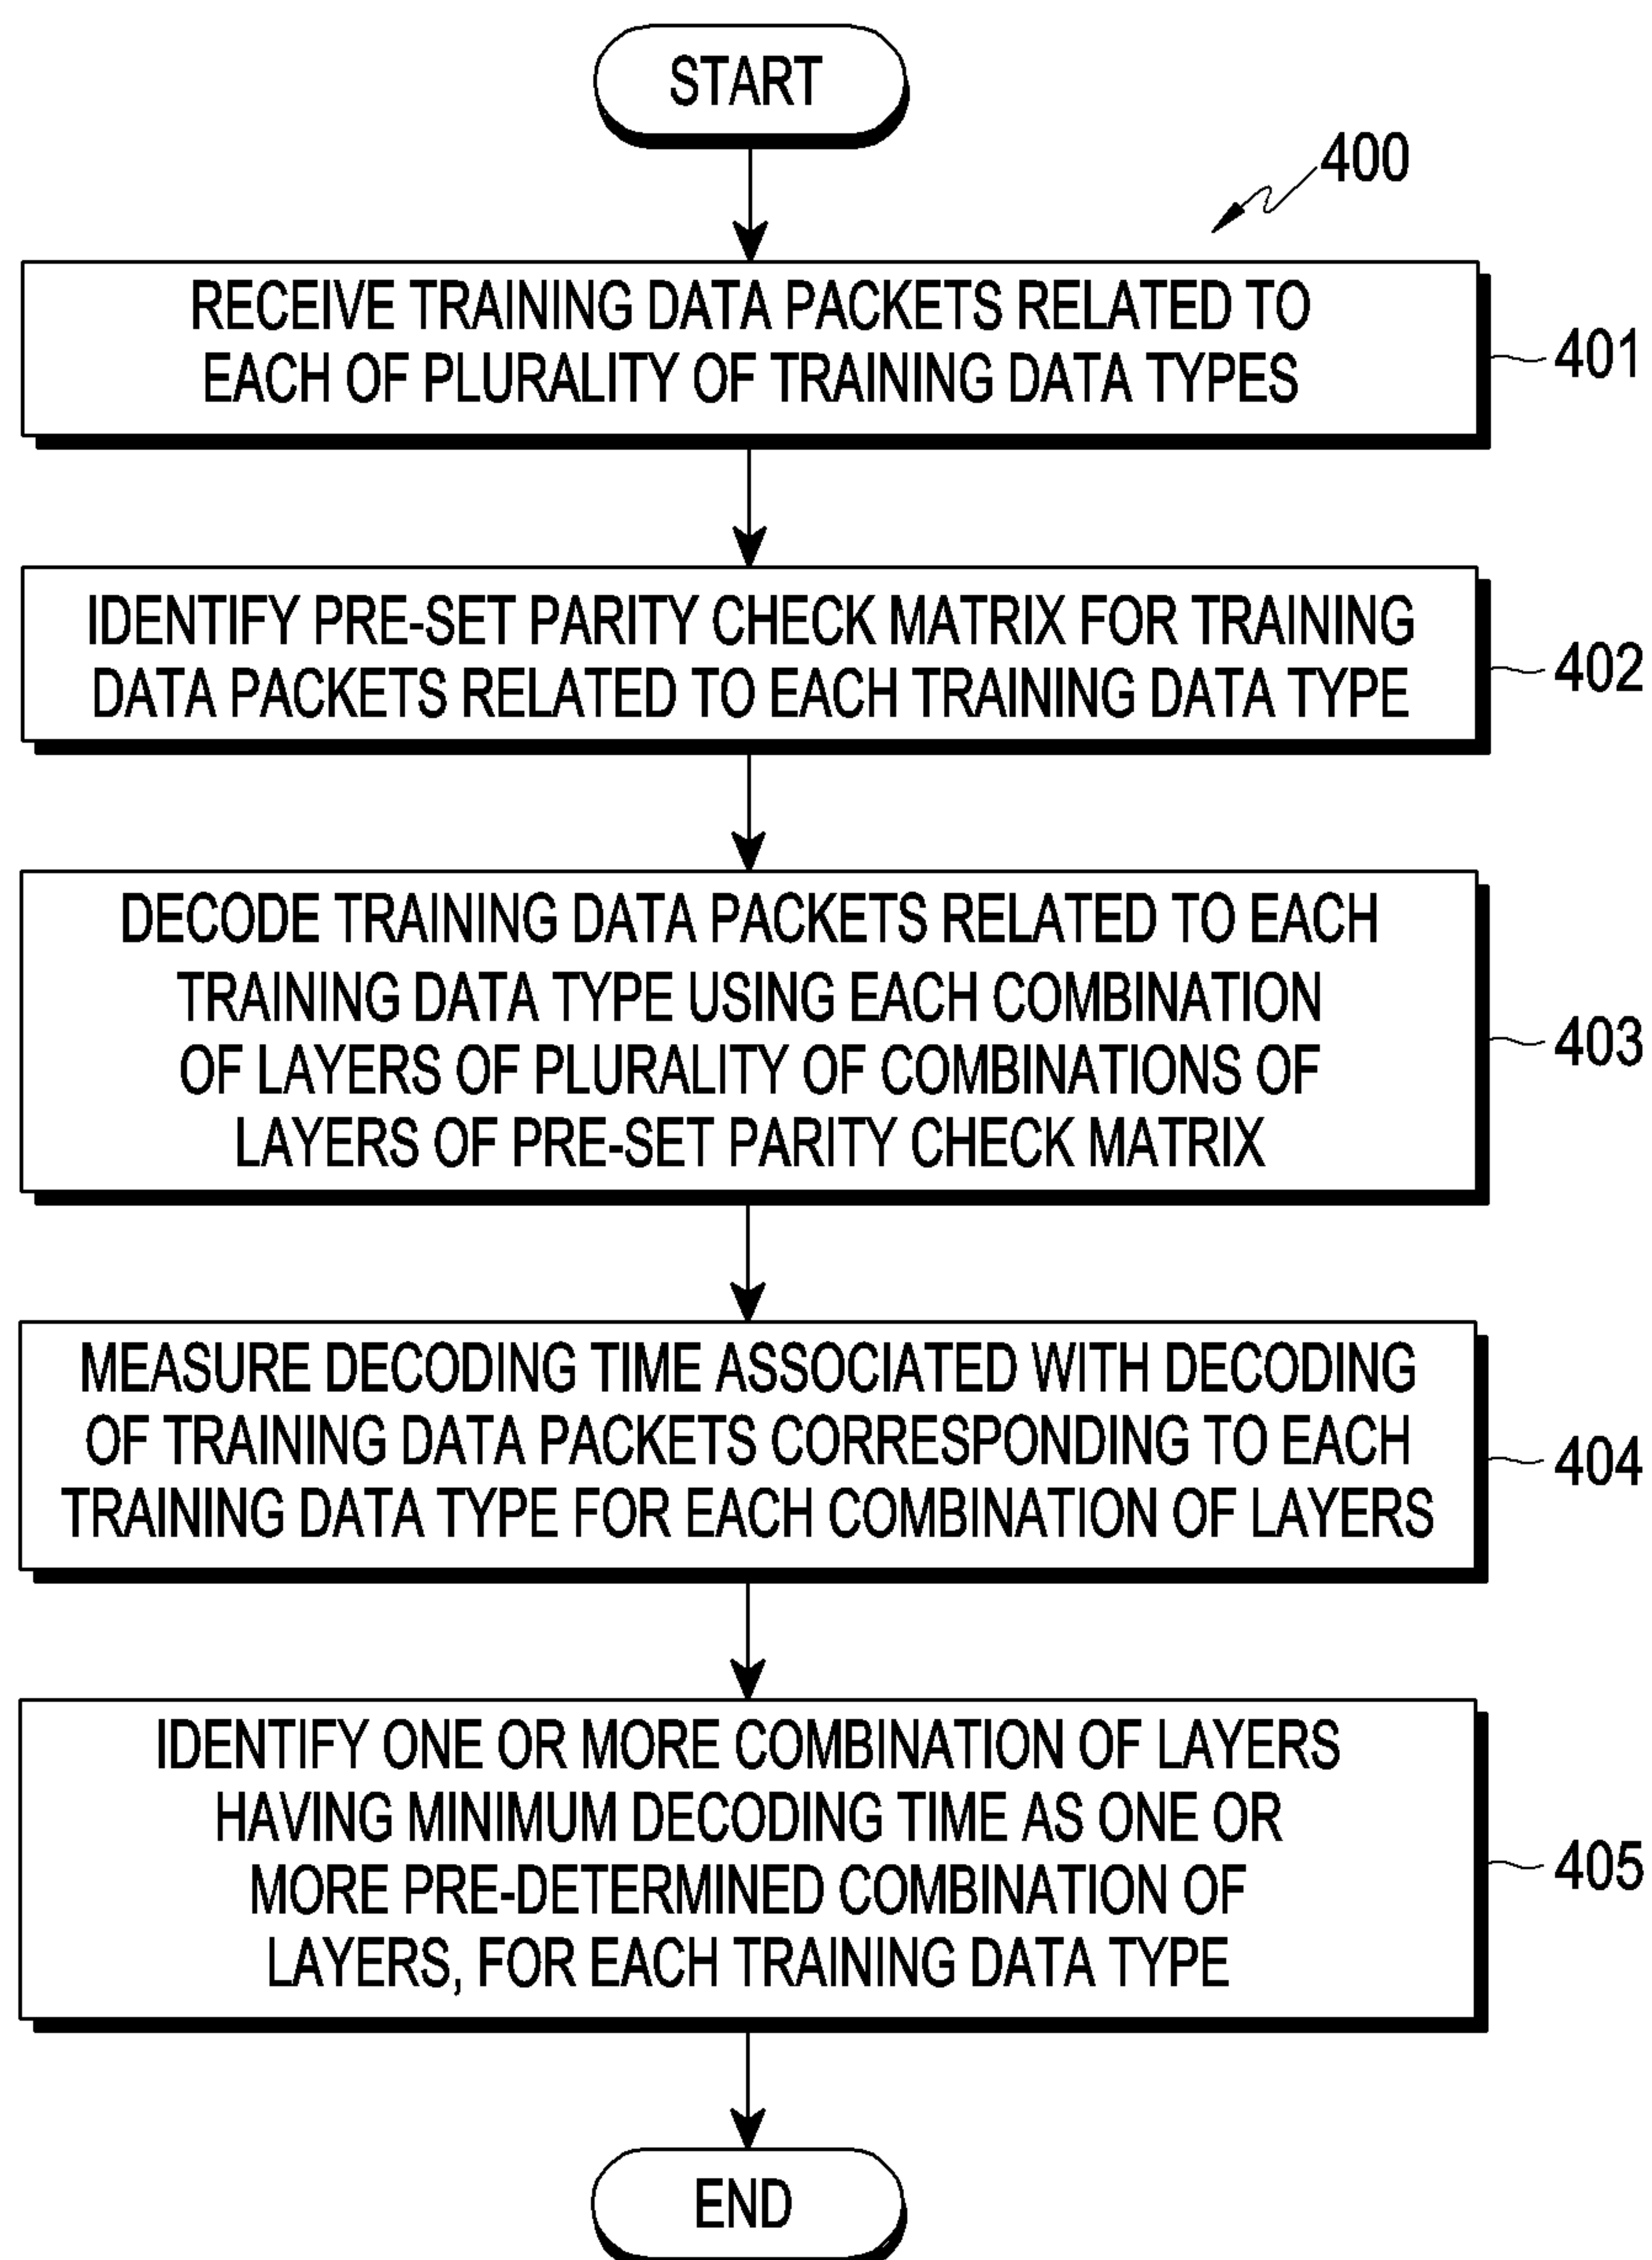 START
400
RECEIVE TRAINING DATA PACKETS RELATED TO
EACH OF PLURALITY OF TRAINING DATA TYPES
401
IDENTIFY PRE-SET PARITY CHECK MATRIX FOR TRAINING
DATA PACKETS RELATED TO EACH TRAINING DATA TYPE
402
DECODE TRAINING DATA PACKETS RELATED TO EACH
TRAINING DATA TYPE USING EACH COMBINATION
OF LAYERS OF PLURALITY OF COMBINATIONS OF
LAYERS OF PRE-SET PARITY CHECK MATRIX
403
MEASURE DECODING TIME ASSOCIATED WITH DECODING
OF TRAINING DATA PACKETS CORRESPONDING TO EACH
TRAINING DATA TYPE FOR EACH COMBINATION OF LAYERS
404
IDENTIFY ONE OR MORE COMBINATION OF LAYERS
HAVING MINIMUM DECODING TIME AS ONE OR
MORE PRE-DETERMINED COMBINATION OF
LAYERS, FOR EACH TRAINING DATA TYPE
405
END